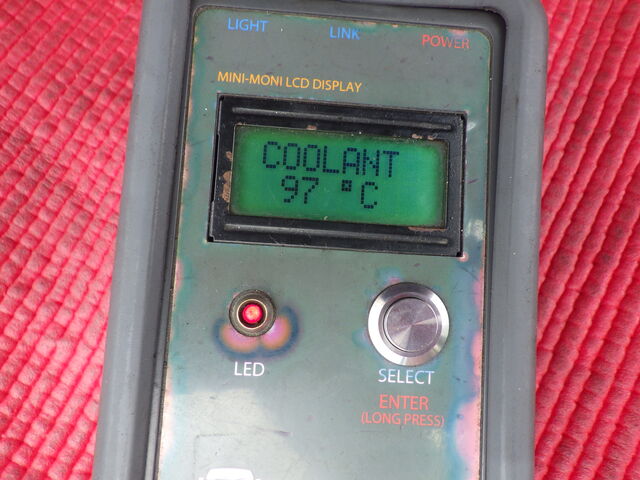 LIGHT LINK POWER
MINI-MONI LCD DISPLAY
COOLANT
97 °C
LED SELECT
ENTER
(LONG PRESS)